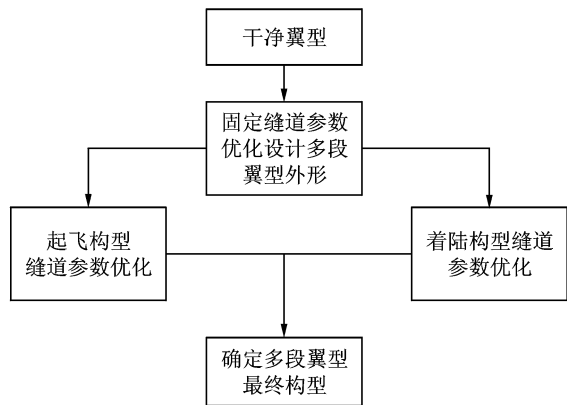 干净翼型
固定缝道参数
优化设计多段
翼型外形
起飞构型
缝道参数优化
着陆构型缝道
参数优化
确定多段翼型
最终构型